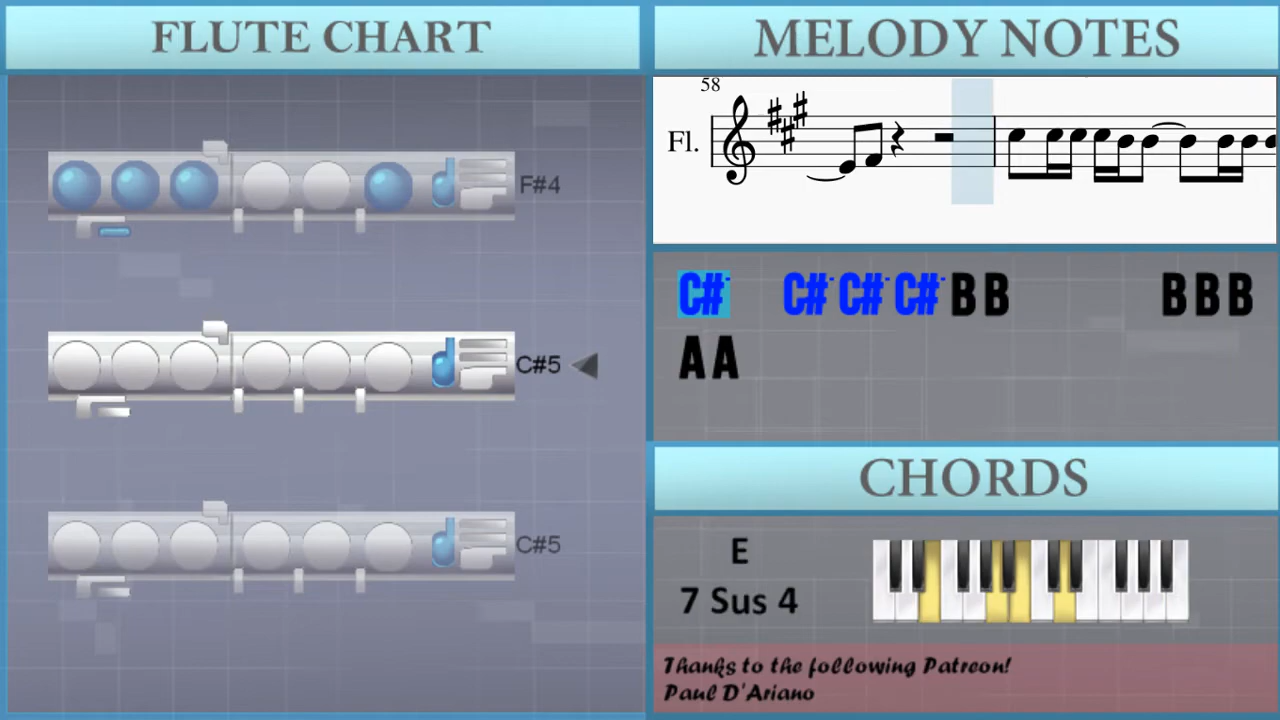 FLUTE CHART
F#4
C#5
C#5
MELODY NOTES
58
Fl.
C#- C#- C#- C#- B B B B B
A A
CHORDS
E
7 Sus 4
Thanks to the following Patreon!
Paul D'Ariano